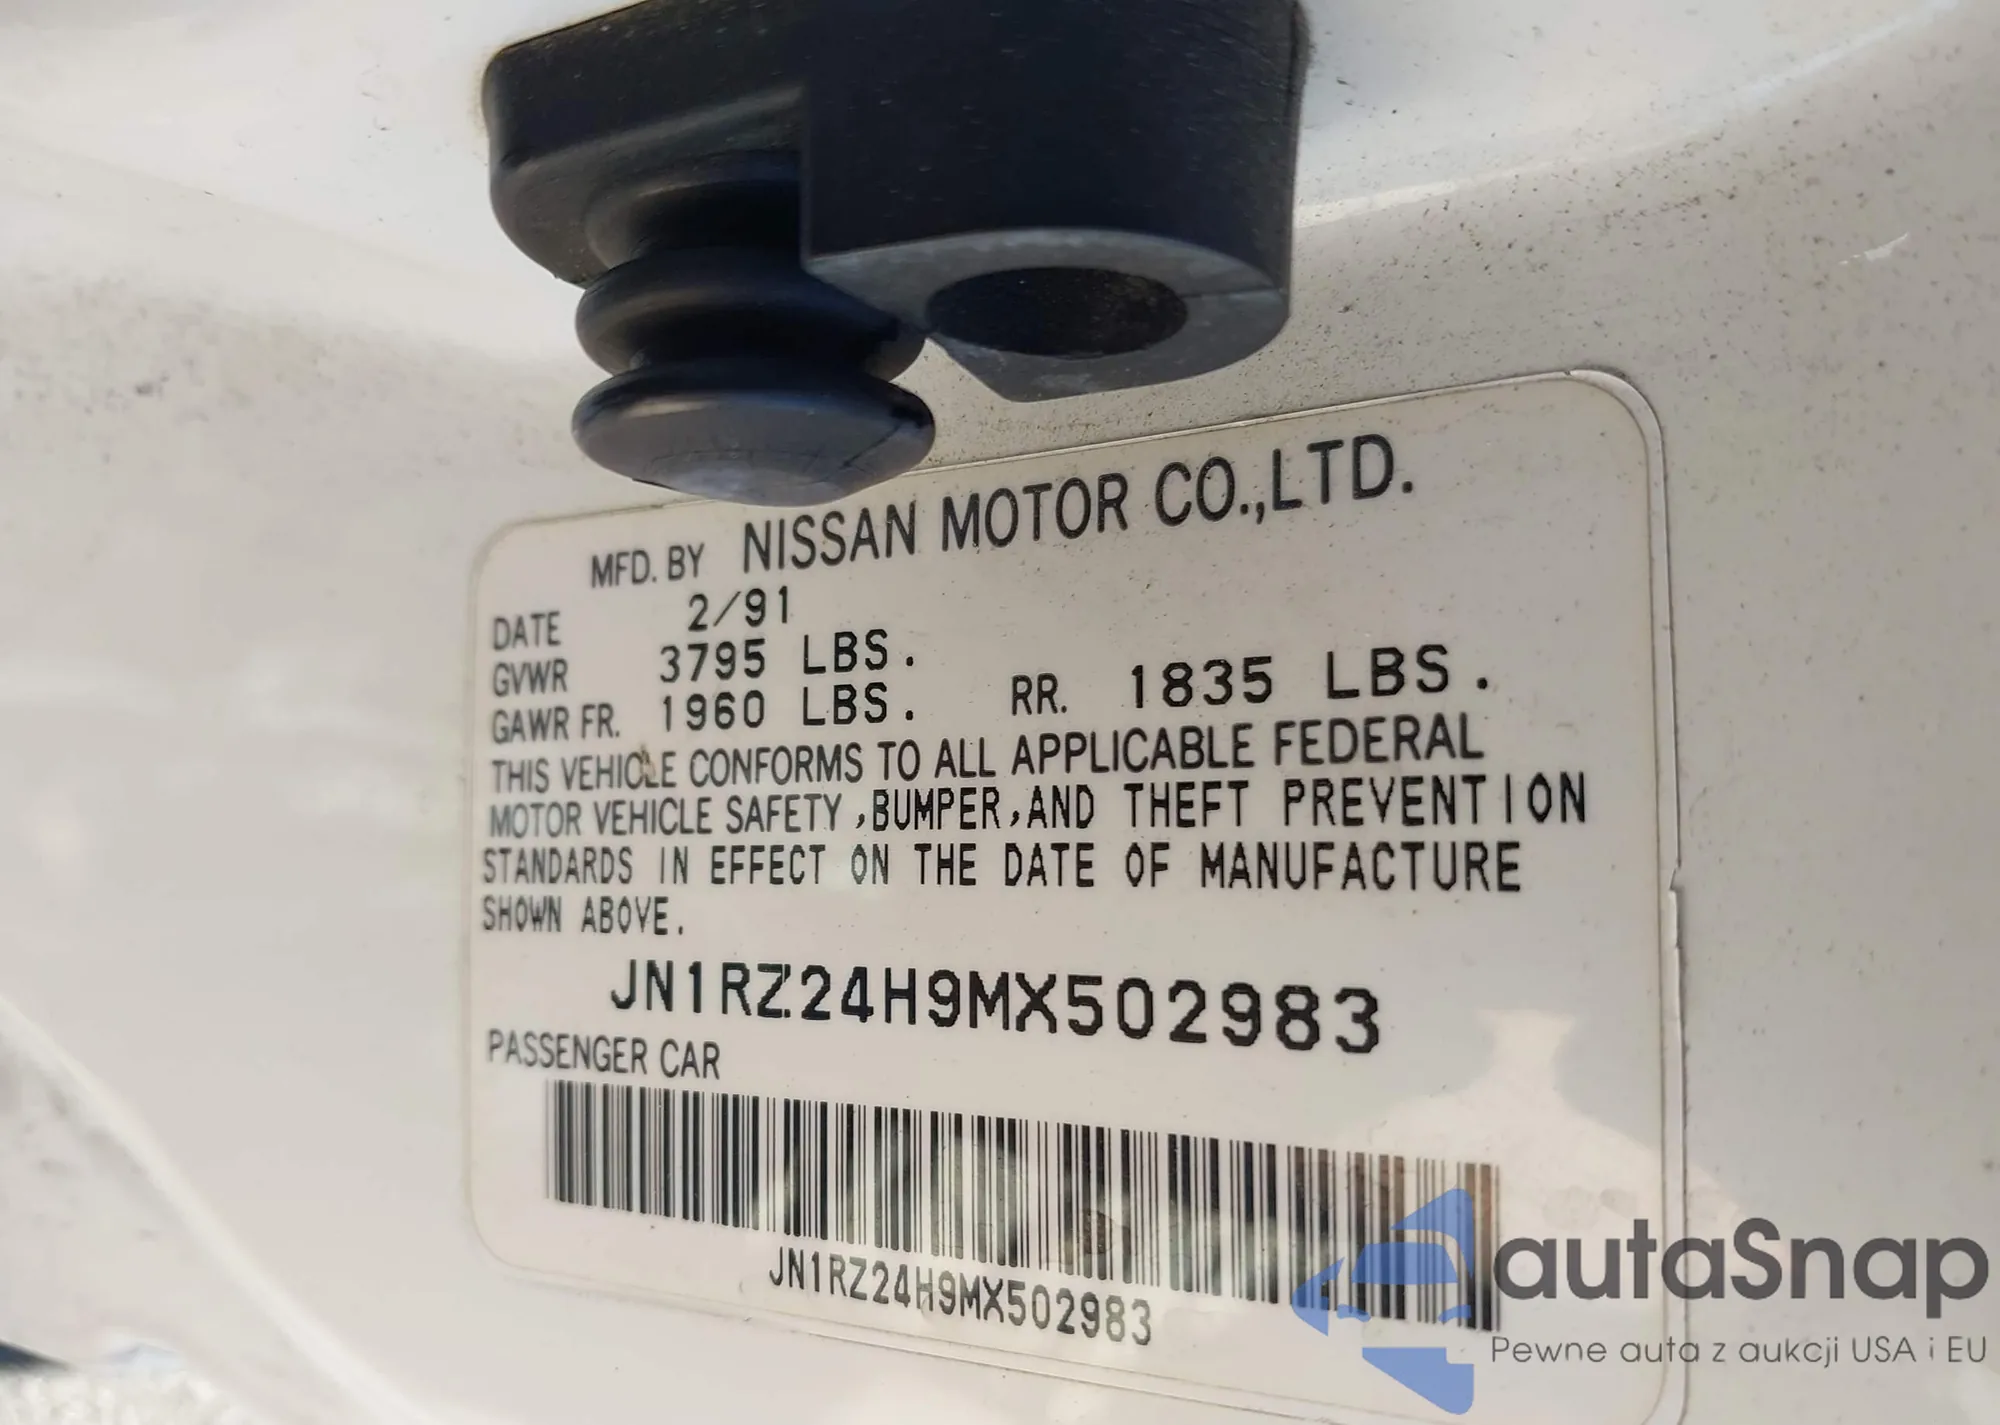 MFD. BY NISSAN MOTOR CO.,LTD.
DATE 2/91
GVWR 3795 LBS.
GAWR FR. 1960 LBS. RR. 1835 LBS.
THIS VEHICLE CONFORMS TO ALL APPLICABLE FEDERAL
MOTOR VEHICLE SAFETY ,BUMPER,AND THEFT PREVENTION
STANDARDS IN EFFECT ON THE DATE OF MANUFACTURE
SHOWN ABOVE.
JN1RZ24H9MX502983
PASSENGER CAR
JN1RZ24H9MX502983
autaSnap
Pewne auta z aukcji USA i EU